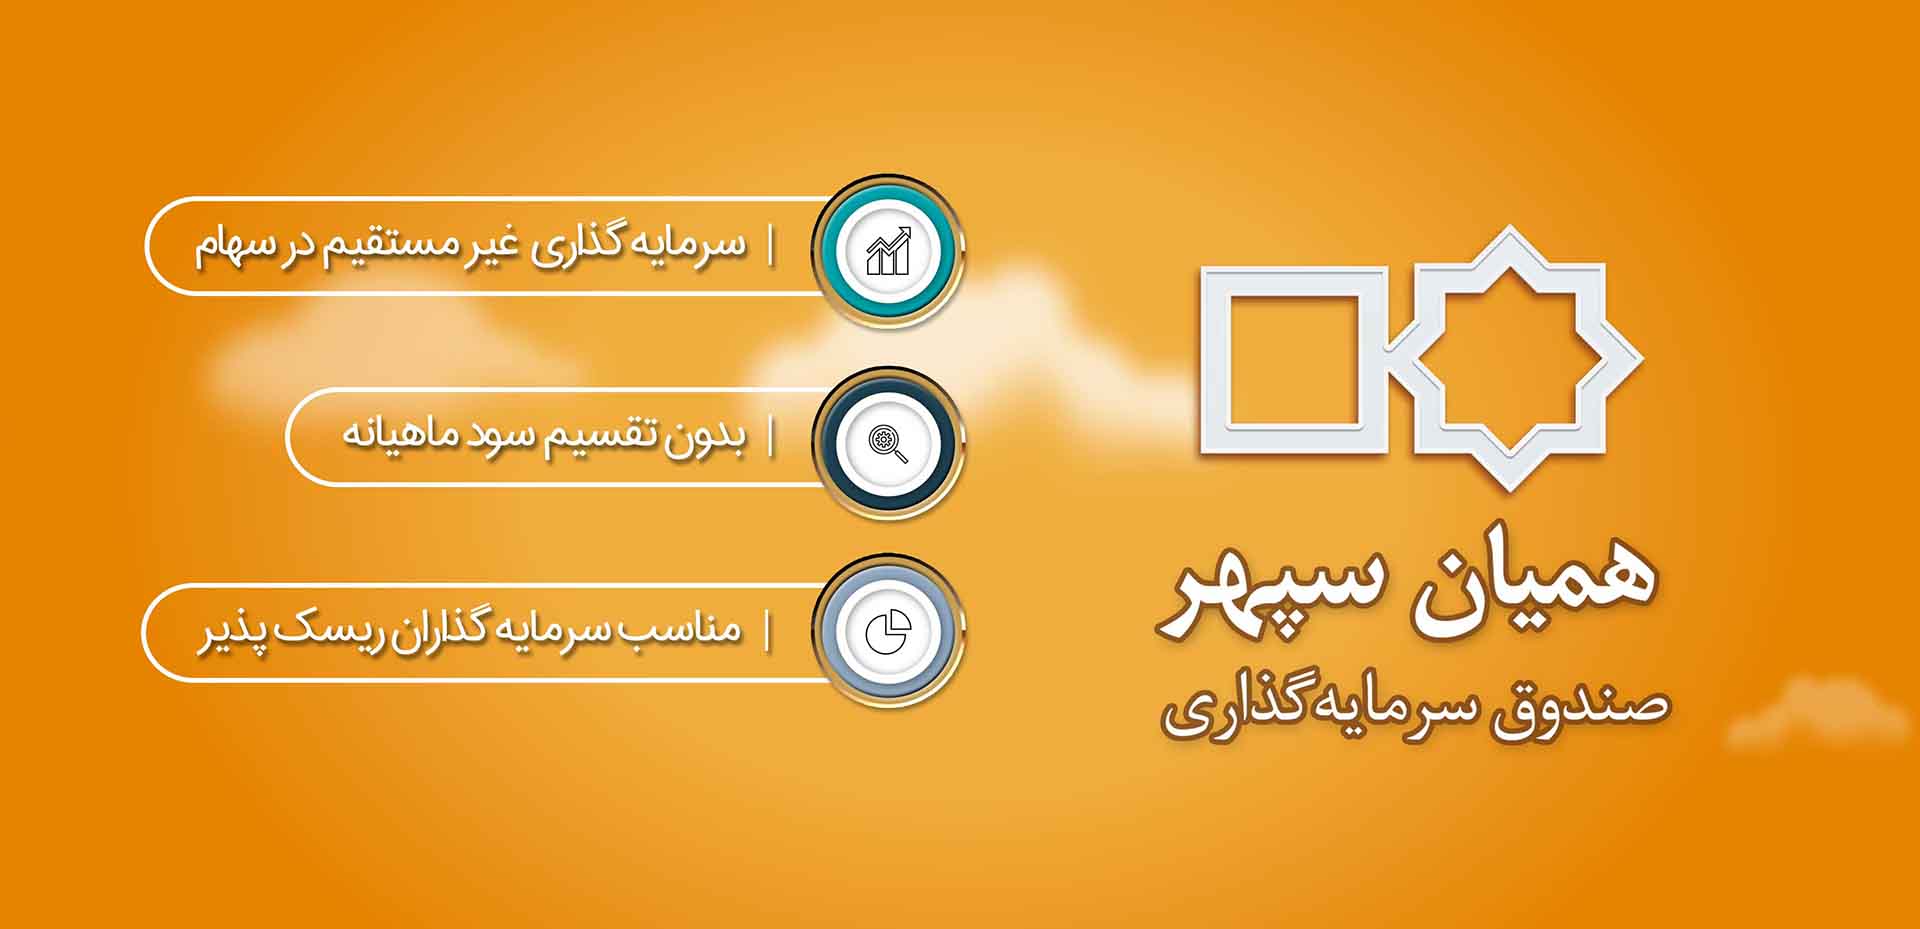 همیان سپهر
صندوق سرمایه‌گذاری
سرمایه گذاری غیر مستقیم در سهام
بدون تقسیم سود ماهیانه
مناسب سرمایه گذاران ریسک پذیر